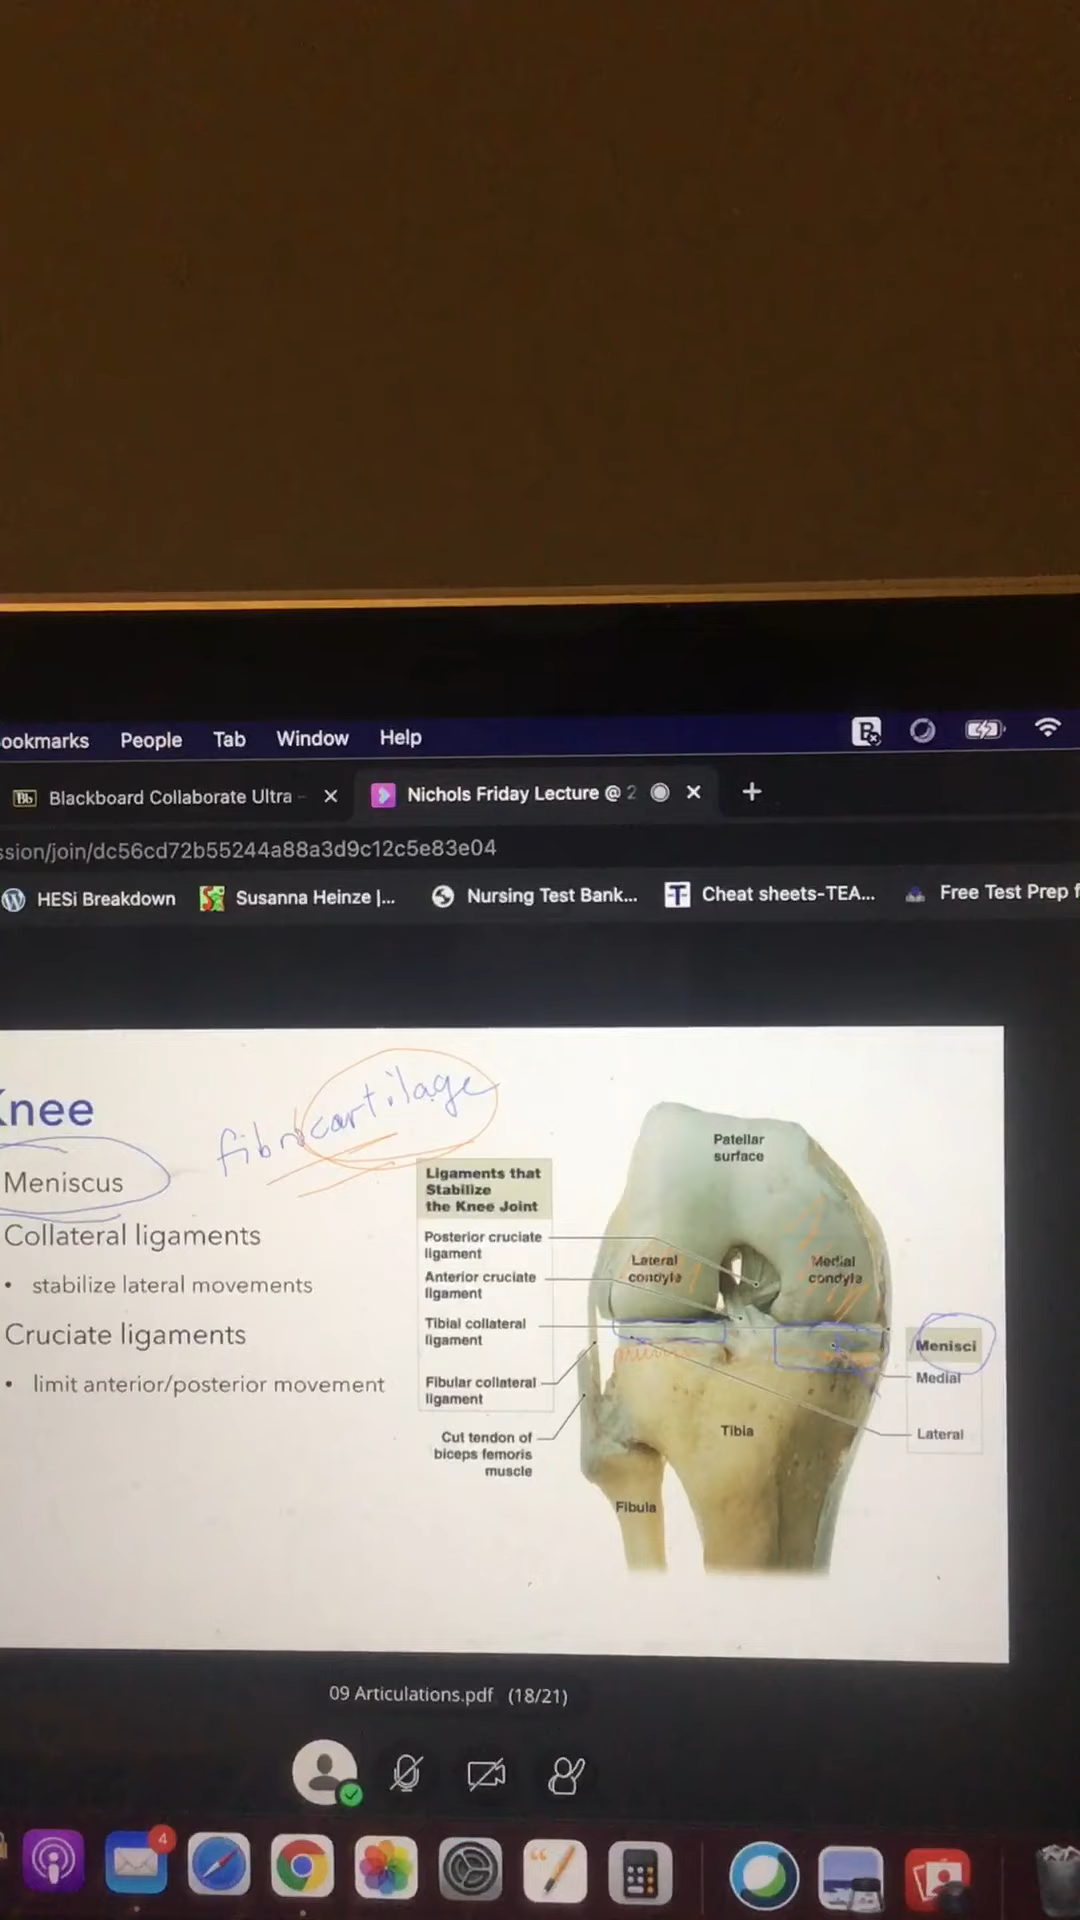 ookmarks People Tab Window Help
Bb Blackboard Collaborate Ultra - Nichols Friday Lecture @ 2
ssion/join/dc56cd72b55244a88a3d9c12c5e83e04
HESi Breakdown Susanna Heinze |... Nursing Test Bank... Cheat sheets-TEA... Free Test Prep f
Knee
fibrocartilage
Meniscus
Collateral ligaments
• stabilize lateral movements
Cruciate ligaments
• limit anterior/posterior movement
Ligaments that
Stabilize
the Knee Joint
Posterior cruciate
ligament
Anterior cruciate
ligament
Tibial collateral
ligament
Fibular collateral
ligament
Cut tendon of
biceps femoris
muscle
Patellar
surface
Lateral
condyle
Medial
condyle
Tibia
Fibula
Menisci
Medial
Lateral
09 Articulations.pdf (18/21)
4